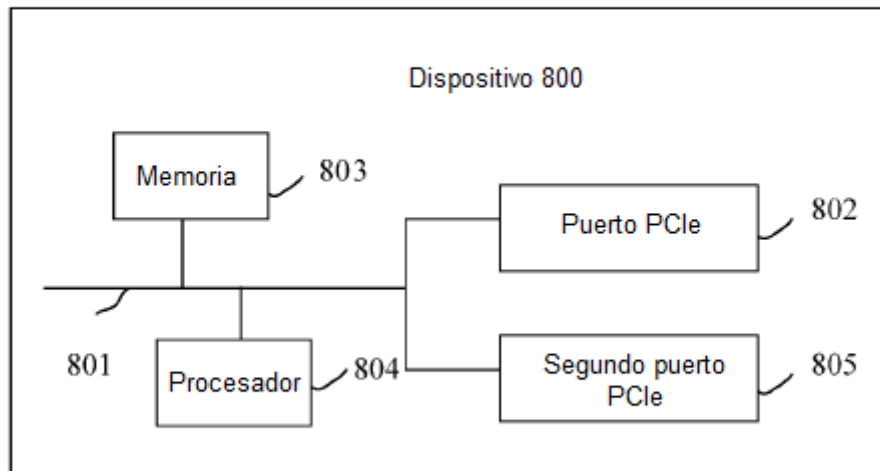 Dispositivo 800
Memoria
803
Puerto PCIe
802
801
Procesador
804
Segundo puerto
PCIe
805